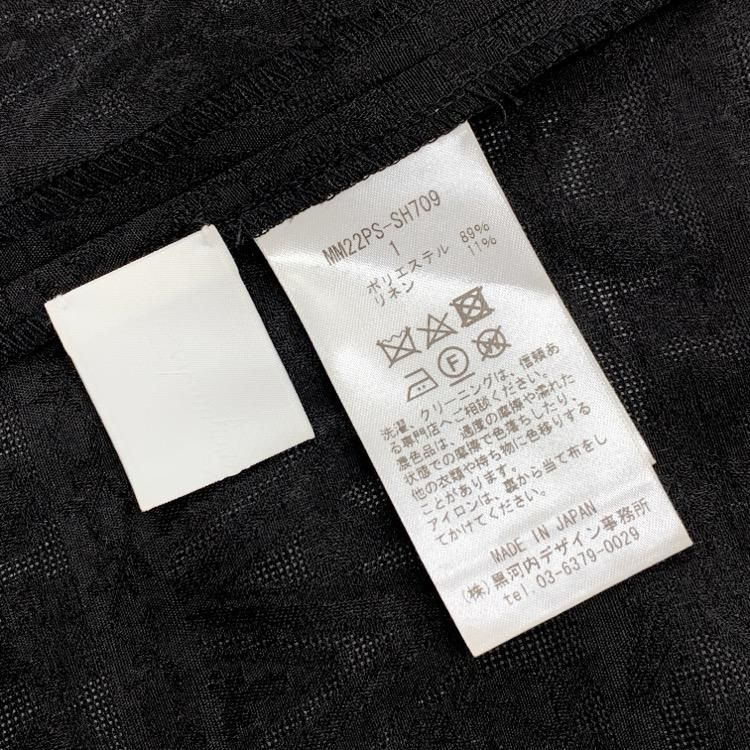 MM22PS-SH709
1
ポリエステル 89%
リネン 11%
F
W
洗濯、クリーニングは、信頼あ
る専門店へご相談ください。
濃色品は、過度の摩擦や濡れた
状態での摩擦で色落ちしたり、
他の衣類や持ち物に色移りする
ことがあります。
アイロンは、裏から当て布をし
てかけてください。
MADE IN JAPAN
(株)黒河内デザイン事務所
tel. 03-6379-0029